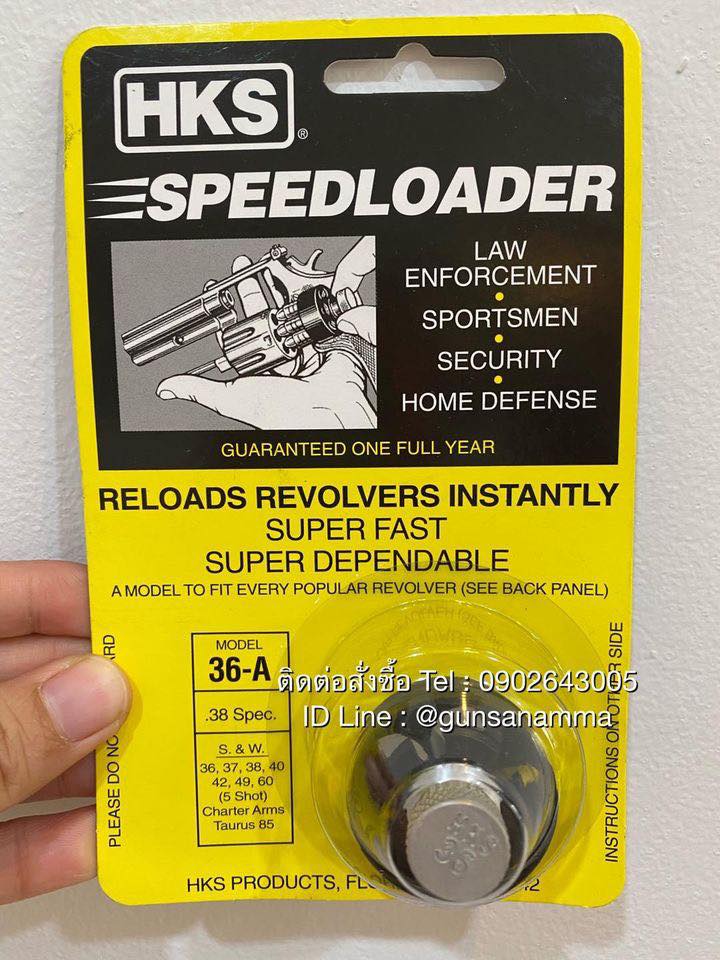 HKS®
SPEEDLOADER
LAW
ENFORCEMENT
•
SPORTSMEN
•
SECURITY
•
HOME DEFENSE
GUARANTEED ONE FULL YEAR
RELOADS REVOLVERS INSTANTLY
SUPER FAST
SUPER DEPENDABLE
A MODEL TO FIT EVERY POPULAR REVOLVER (SEE BACK PANEL)
MODEL
36-A
.38 Spec.
S. & W.
36, 37, 38, 40
42, 49, 60
(5 Shot)
Charter Arms
Taurus 85
ติดต่อสั่งซื้อ Tel : 0902643005
ID Line : @gunsanamma
PLEASE DO
INSTRUCTIONS ON OTHER SIDE
HKS PRODUCTS,